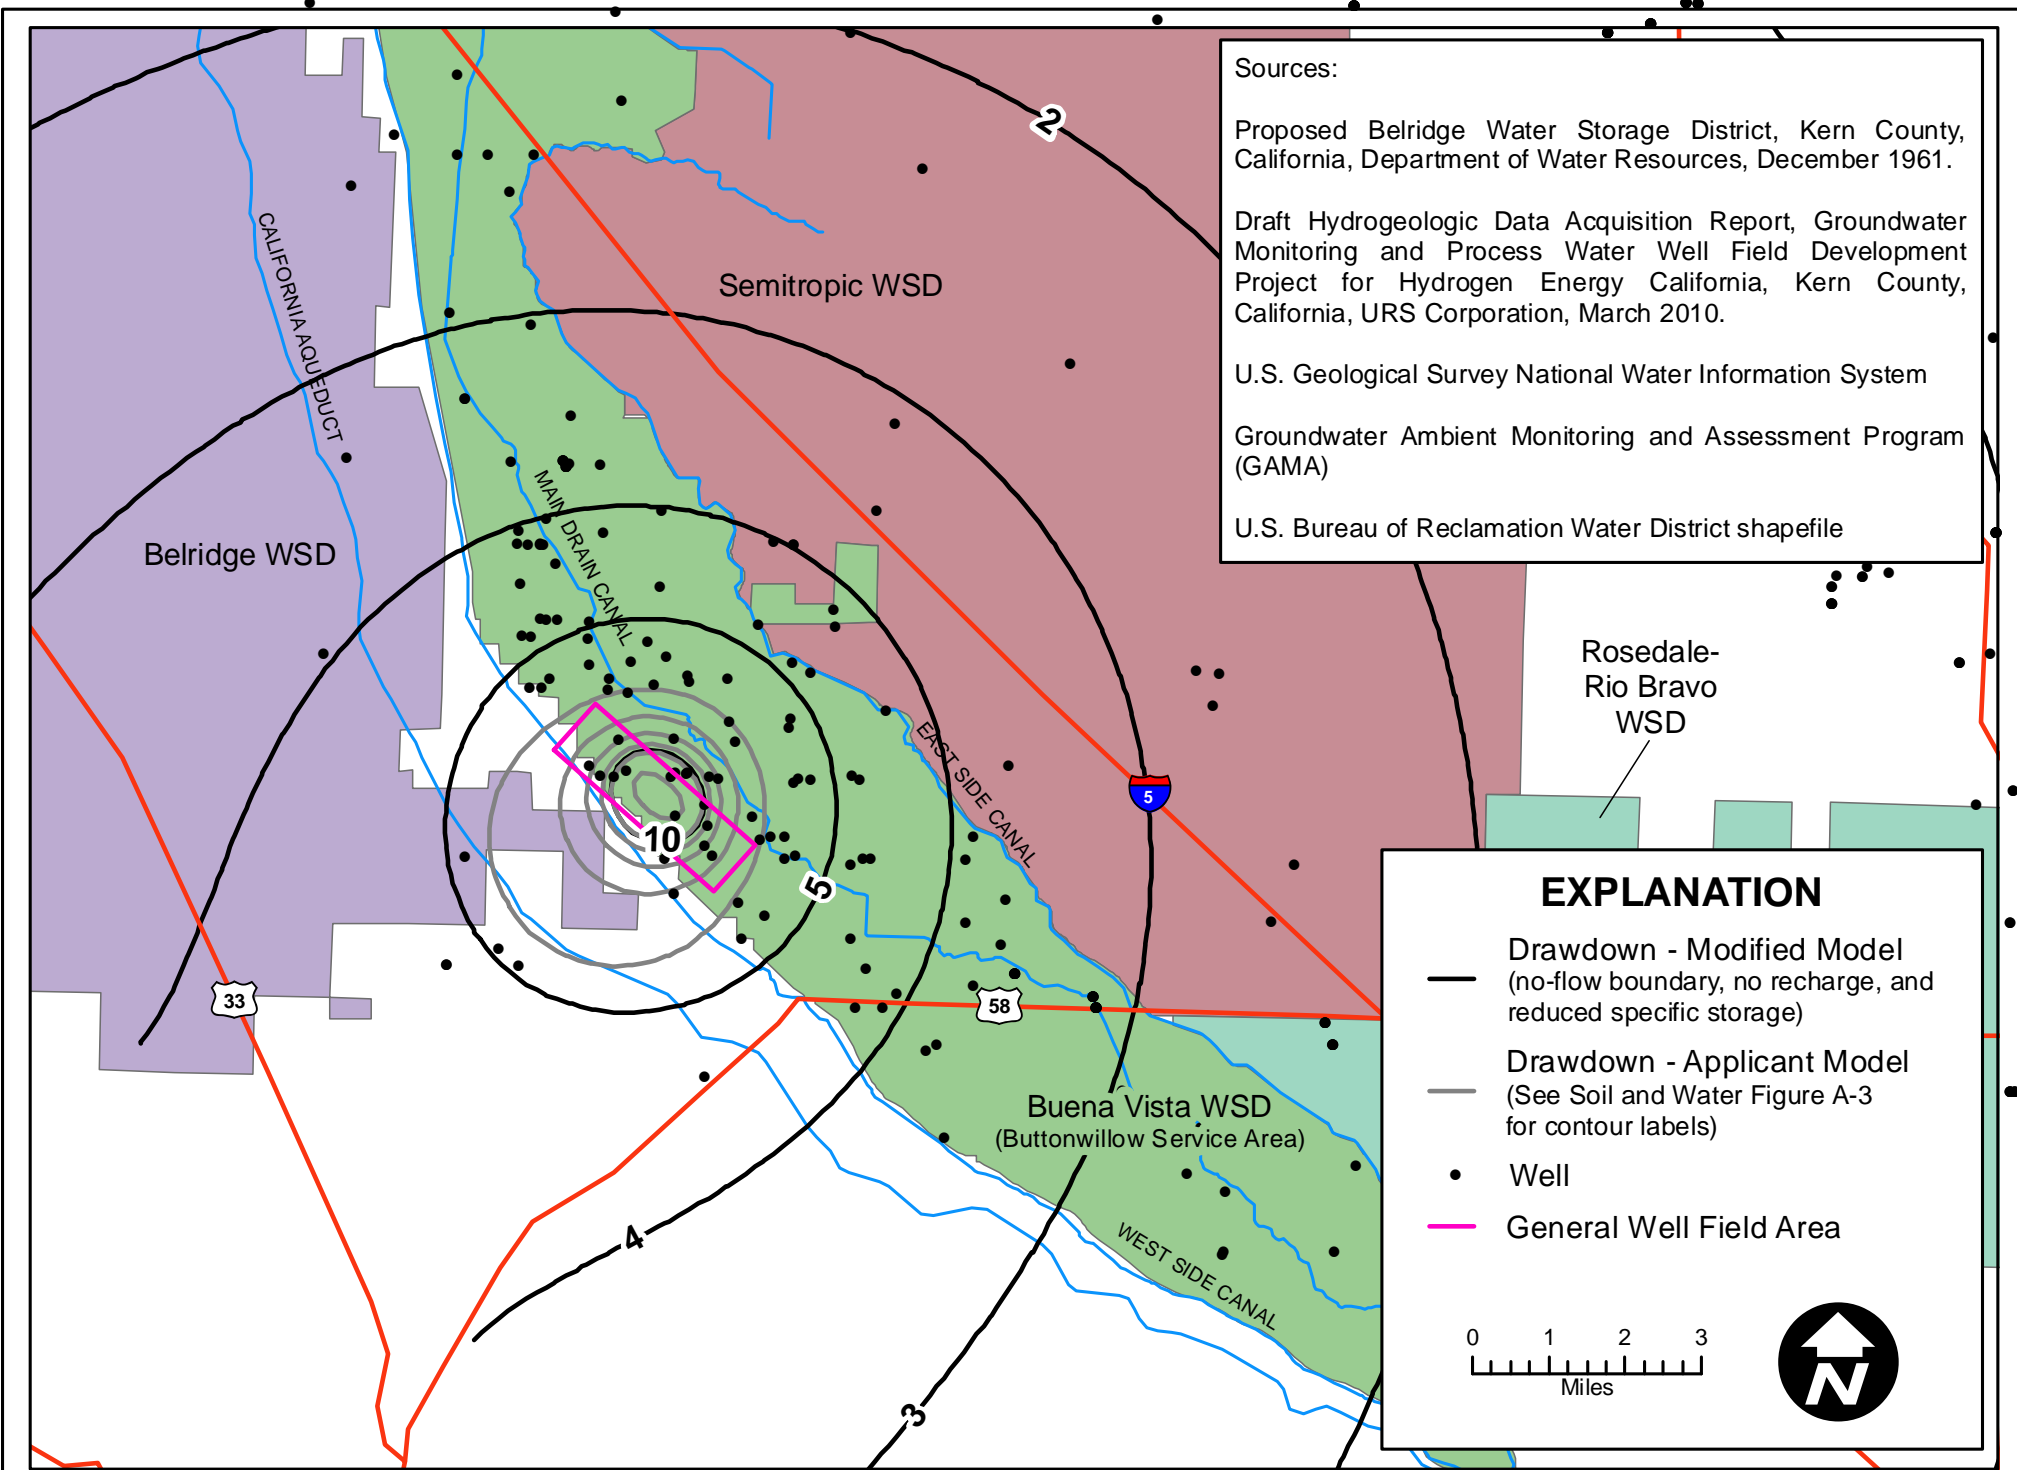 Sources:
Proposed Belridge Water Storage District, Kern County,
California, Department of Water Resources, December 1961.
Draft Hydrogeologic Data Acquisition Report, Groundwater
Monitoring and Process Water Well Field Development
Project for Hydrogen Energy California, Kern County,
California, URS Corporation, March 2010.
U.S. Geological Survey National Water Information System
Groundwater Ambient Monitoring and Assessment Program
(GAMA)
U.S. Bureau of Reclamation Water District shapefile
2
CALIFORNIA AQUEDUCT
Semitropic WSD
MAIN DRAIN CANAL
Belridge WSD
Rosedale-
Rio Bravo
WSD
EAST SIDE CANAL
5
10
5
33
58
Buena Vista WSD
(Buttonwillow Service Area)
4
WEST SIDE CANAL
3
EXPLANATION
Drawdown - Modified Model
(no-flow boundary, no recharge, and
reduced specific storage)
Drawdown - Applicant Model
(See Soil and Water Figure A-3
for contour labels)
Well
General Well Field Area
0 1 2 3
Miles
N